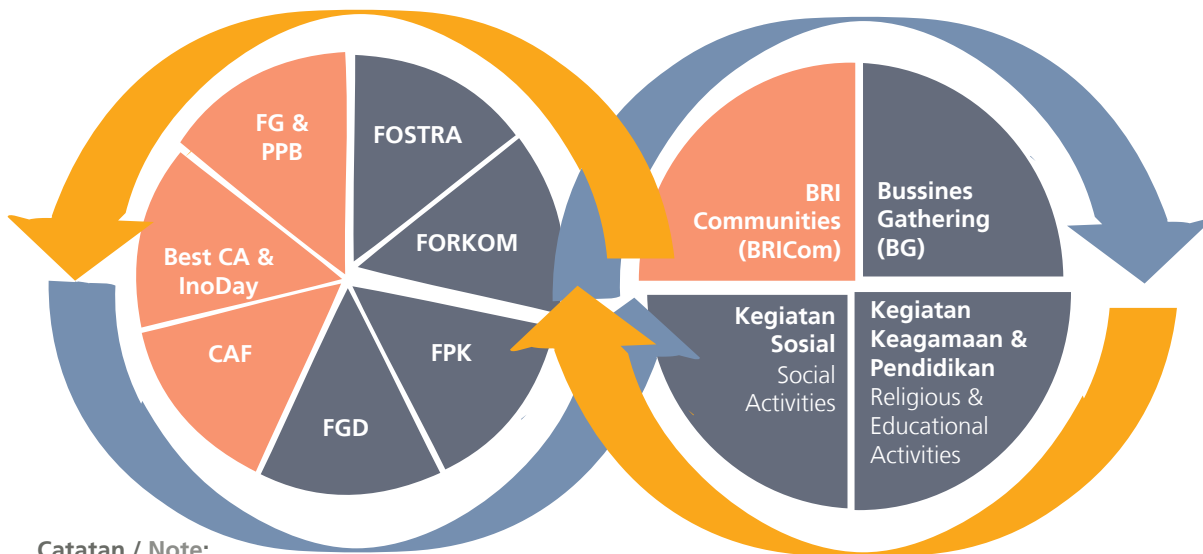 FG &
PPB
FOSTRA
FORKOM
Best CA &
InoDay
CAF
FGD
FPK
BRI
Communities
(BRICom)
Bussines
Gathering
(BG)
Kegiatan
Sosial
Social
Activities
Kegiatan
Keagamaan &
Pendidikan
Religious &
Educational
Activities
Catatan / Note: